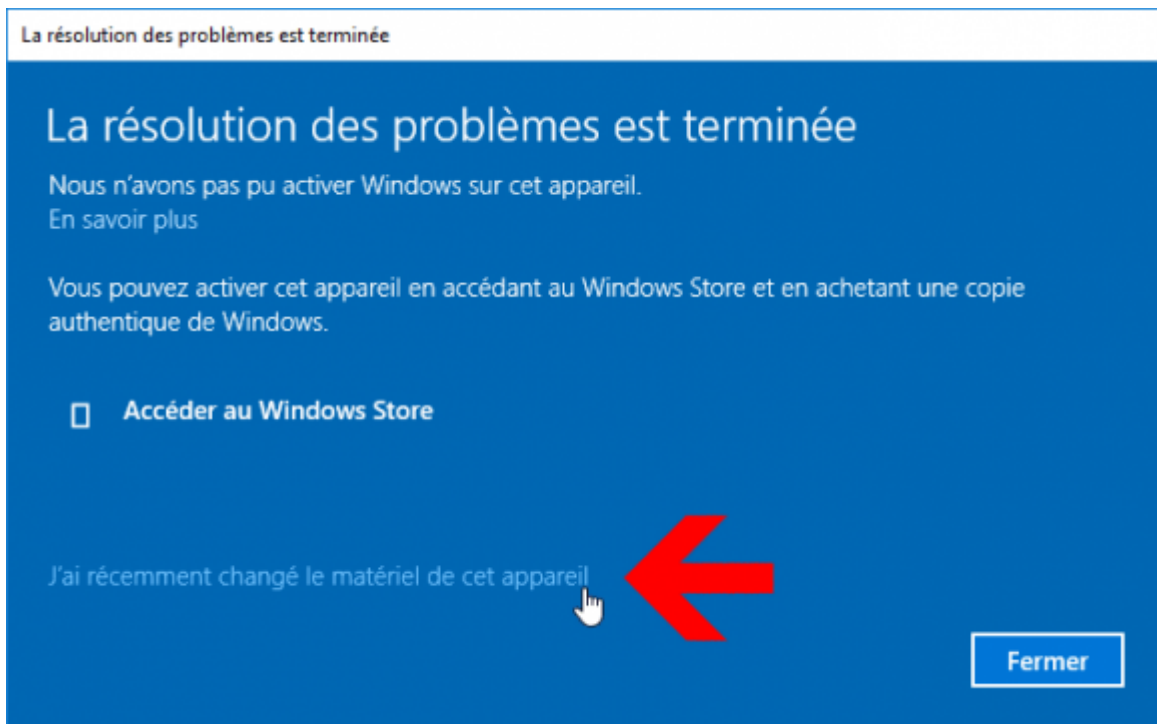 La résolution des problèmes est terminée
La résolution des problèmes est terminée
Nous n'avons pas pu activer Windows sur cet appareil.
En savoir plus
Vous pouvez activer cet appareil en accédant au Windows Store et en achetant une copie
authentique de Windows.
Accéder au Windows Store
J'ai récemment changé le matériel de cet appareil
Fermer